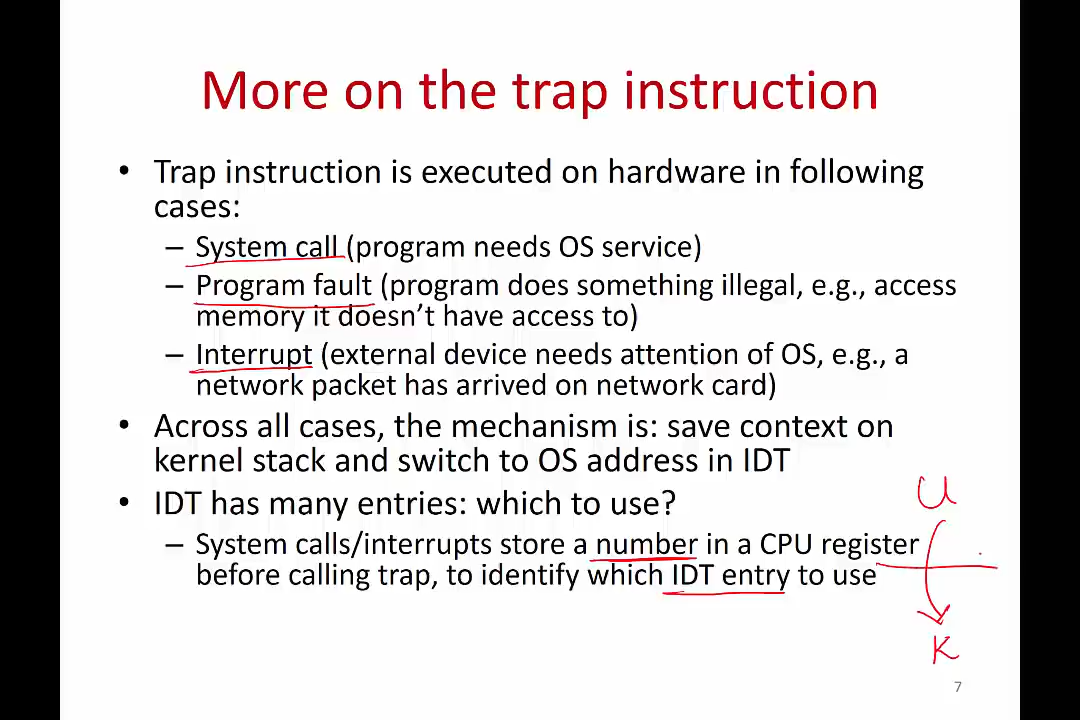 More on the trap instruction
• Trap instruction is executed on hardware in following
cases:
– System call (program needs OS service)
– Program fault (program does something illegal, e.g., access
memory it doesn't have access to)
– Interrupt (external device needs attention of OS, e.g., a
network packet has arrived on network card)
• Across all cases, the mechanism is: save context on
kernel stack and switch to OS address in IDT
• IDT has many entries: which to use?
– System calls/interrupts store a number in a CPU register
before calling trap, to identify which IDT entry to use
U
K
7